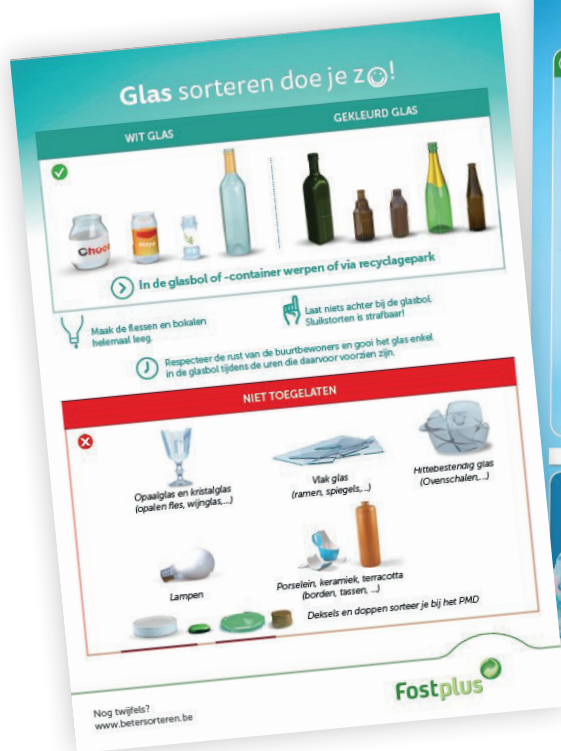 Glas sorteren doe je zo!
WIT GLAS
GEKLEURD GLAS
Choco
Mayo
In de glasbol of -container werpen of via recyclagepark
Maak de flessen en bokalen
helemaal leeg.
Laat niets achter bij de glasbol.
Sluikstorten is strafbaar!
Respecteer de rust van de buurtbewoners en gooi het glas enkel
in de glasbol tijdens de uren die daarvoor voorzien zijn.
NIET TOEGELATEN
Opaalglas en kristalglas
(opalen fles, wijnglas,...)
Vlak glas
(ramen, spiegels,...)
Hittebestendig glas
(Ovenschalen,...)
Lampen
Porselein, keramiek, terracotta
(borden, tassen, ...)
Deksels en doppen sorteer je bij het PMD
Nog twijfels?
www.betersorteren.be
Fostplus